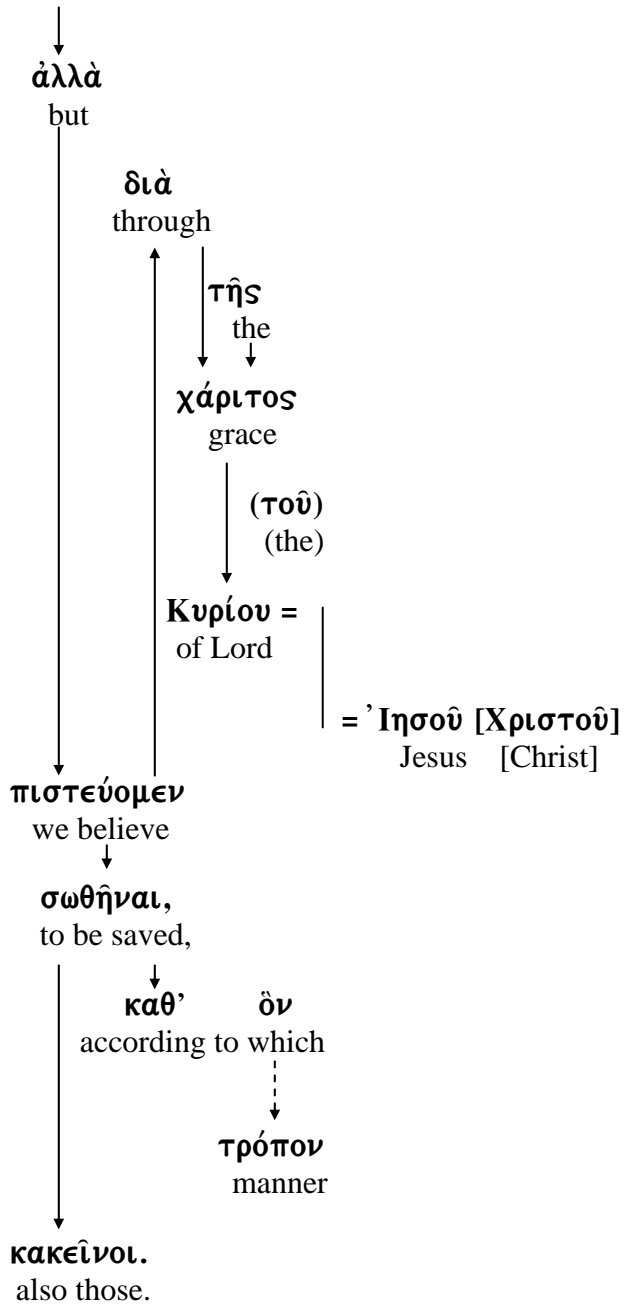 ἀλλὰ
but
διὰ
through
τῆς
the
χάριτος
grace
(τοῦ)
(the)
Κυρίου =
of Lord
= Ἰησοῦ [Χριστοῦ]
Jesus [Christ]
πιστεύομεν
we believe
σωθῆναι,
to be saved,
καθ’ ὃν
according to which
τρόπον
manner
κακεῖνοι.
also those.